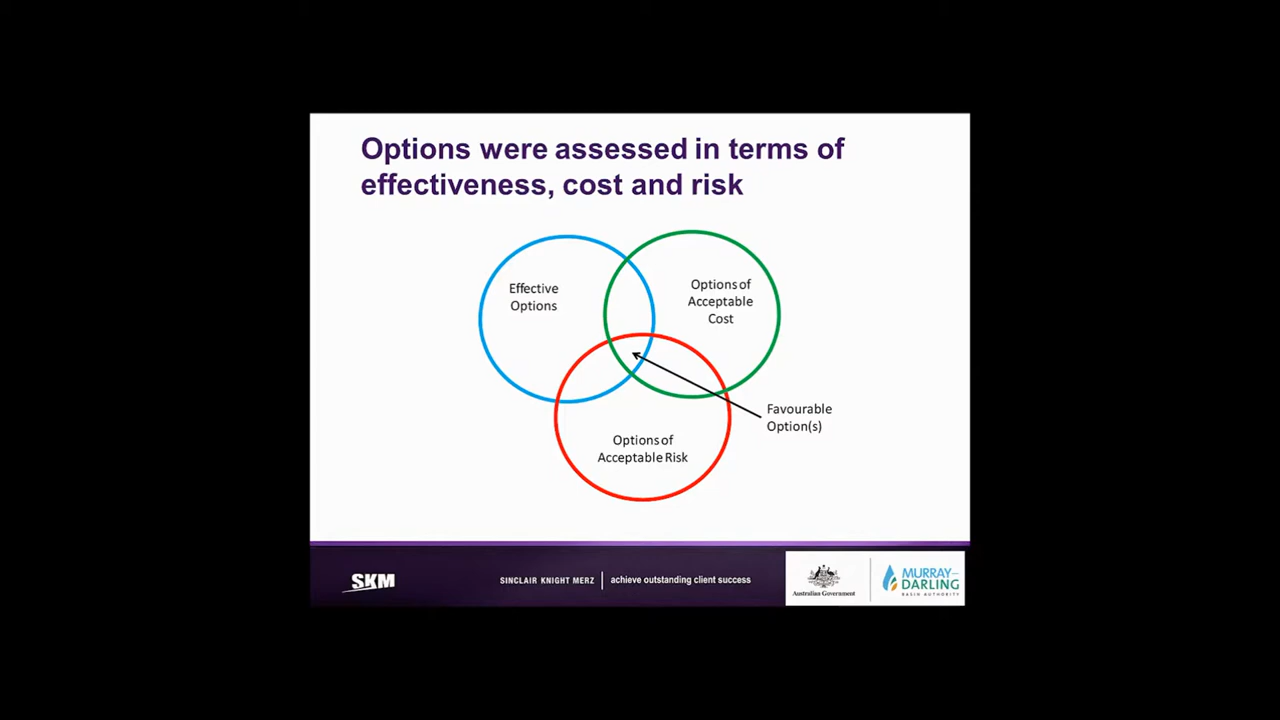 Options were assessed in terms of
effectiveness, cost and risk
Effective
Options
Options of
Acceptable
Cost
Favourable
Option(s)
Options of
Acceptable Risk
SKM
SINCLAIR KNIGHT MERZ
achieve outstanding client success
Australian Government
MURRAY–
DARLING
BASIN AUTHORITY